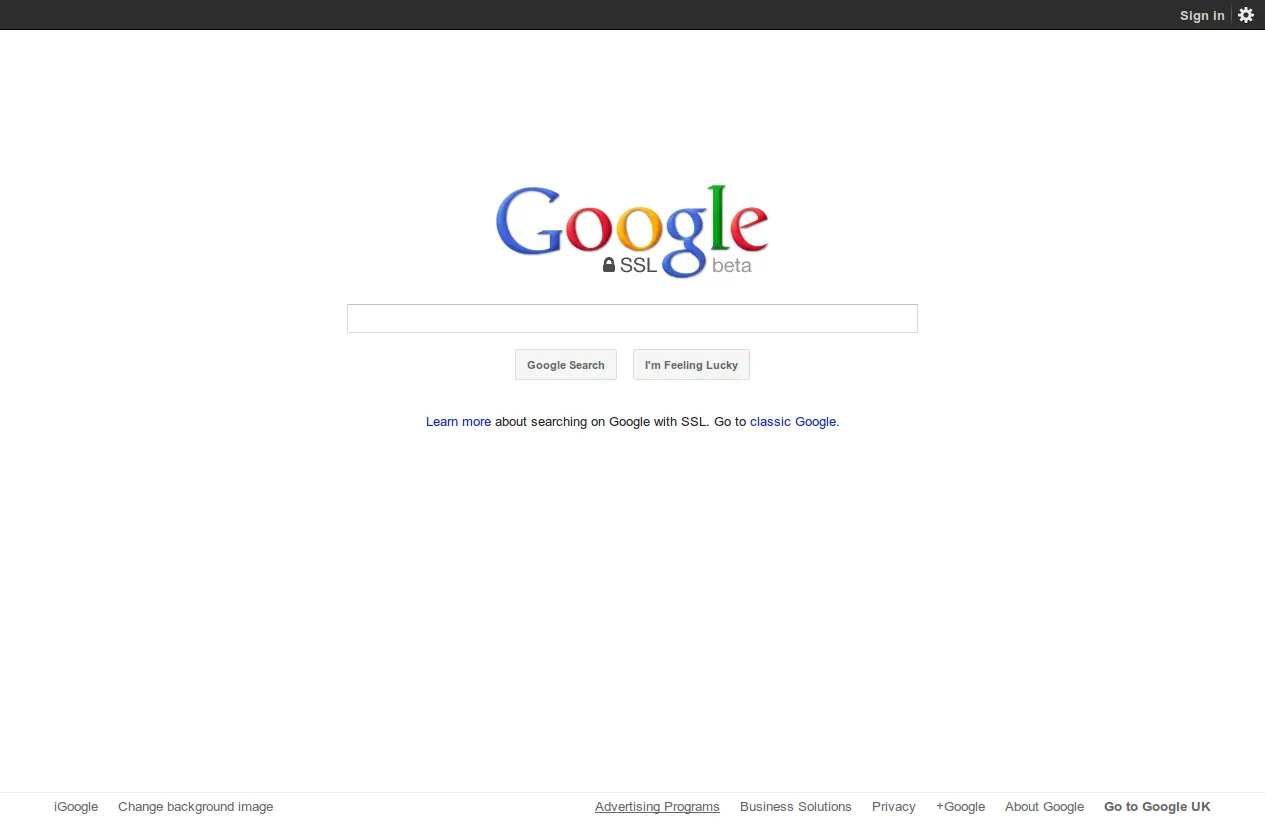 Sign in
Google
SSL beta
Google Search I'm Feeling Lucky
Learn more about searching on Google with SSL. Go to classic Google.
iGoogle Change background image Advertising Programs Business Solutions Privacy +Google About Google Go to Google UK